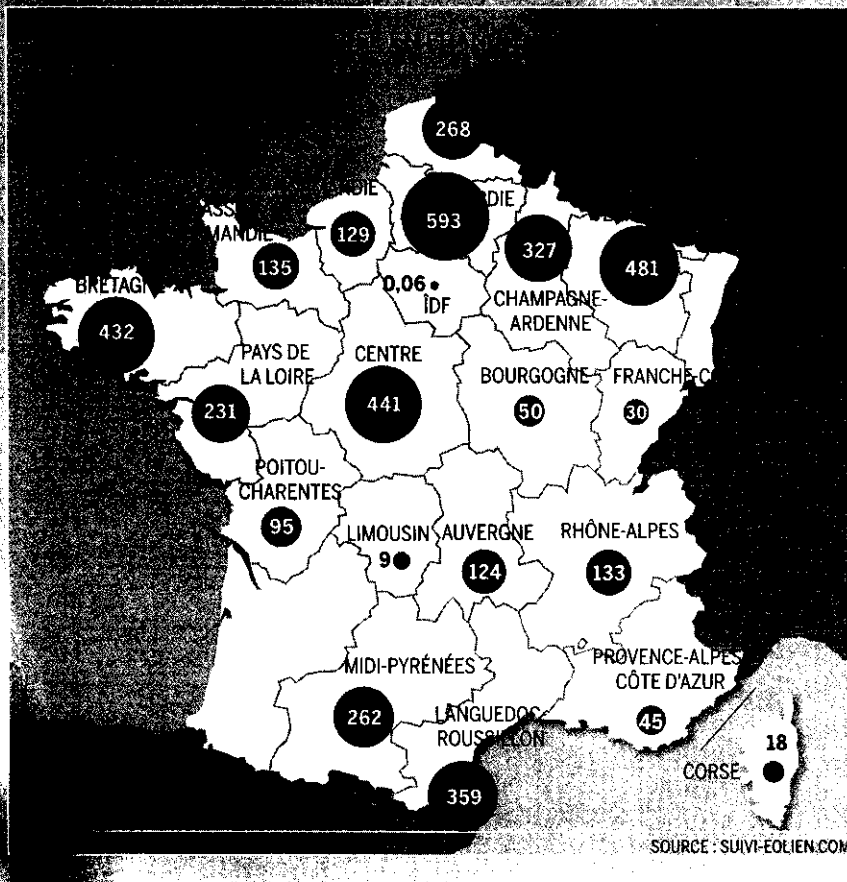 268
593
129
327
481
135
0,06
ÎDF
CHAMPAGNE-
ARDENNE
BRETAGNE
432
PAYS DE
LA LOIRE
231
CENTRE
441
BOURGOGNE
50
30
POITOU-
CHARENTES
95
LIMOUSIN
9
AUVERGNE
124
RHÔNE-ALPES
133
MIDI-PYRÉNÉES
262
LANGUEDOC-
ROUSSILLON
359
PROVENCE-ALPES
CÔTE D'AZUR
45
CORSE
18
SOURCE : SUIVI-EOLIEN.COM